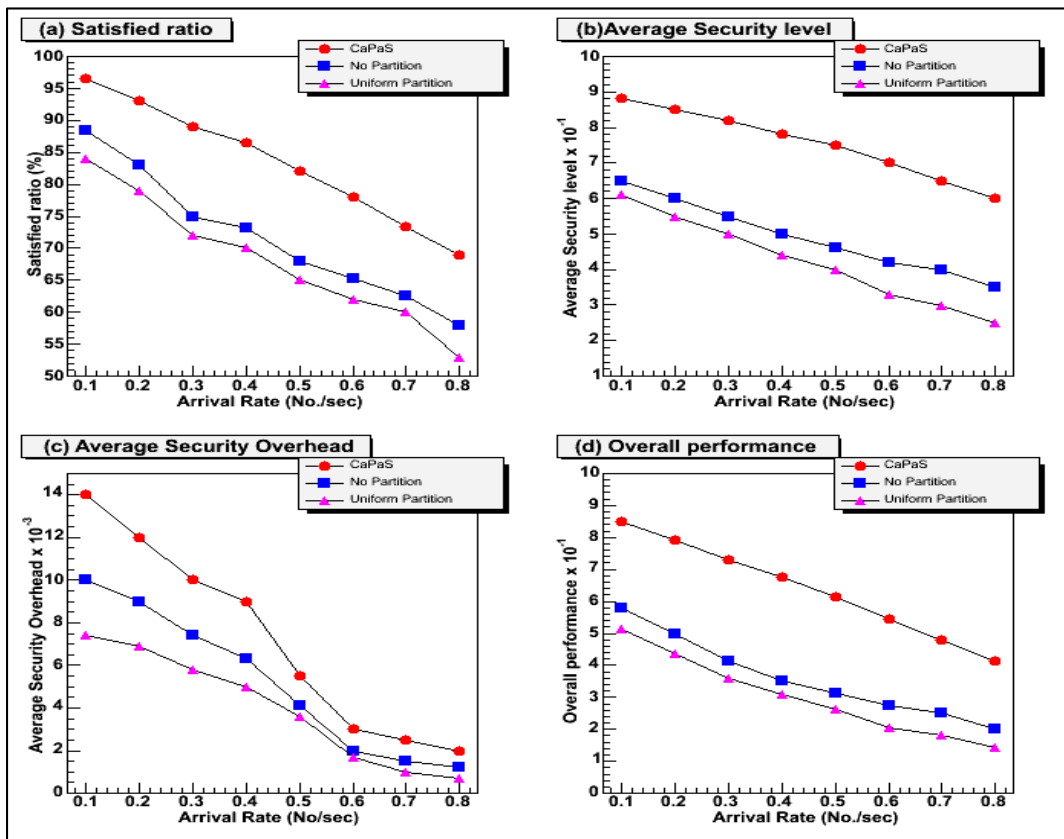 (a) Satisfied ratio
CaPaS
No Partition
Uniform Partition
100
95
90
85
80
75
70
65
60
55
50
Satisfied ratio (%)
0.1 0.2 0.3 0.4 0.5 0.6 0.7 0.8
Arrival Rate (No./sec)
(b)Average Security level
CaPaS
No Partition
Uniform Partition
10
9
8
7
6
5
4
3
2
1
Average Security level x 10⁻¹
0.1 0.2 0.3 0.4 0.5 0.6 0.7 0.8
Arrival Rate (No/sec)
(c) Average Security Overhead
CaPaS
No Partition
Uniform Partition
14
12
10
8
6
4
2
0
Average Security Overhead x 10⁻³
0.1 0.2 0.3 0.4 0.5 0.6 0.7 0.8
Arrival Rate (No/sec)
(d) Overall performance
CaPaS
No Partition
Uniform Partition
10
9
8
7
6
5
4
3
2
1
0
Overall performance x 10⁻¹
0.1 0.2 0.3 0.4 0.5 0.6 0.7 0.8
Arrival Rate (No/sec)